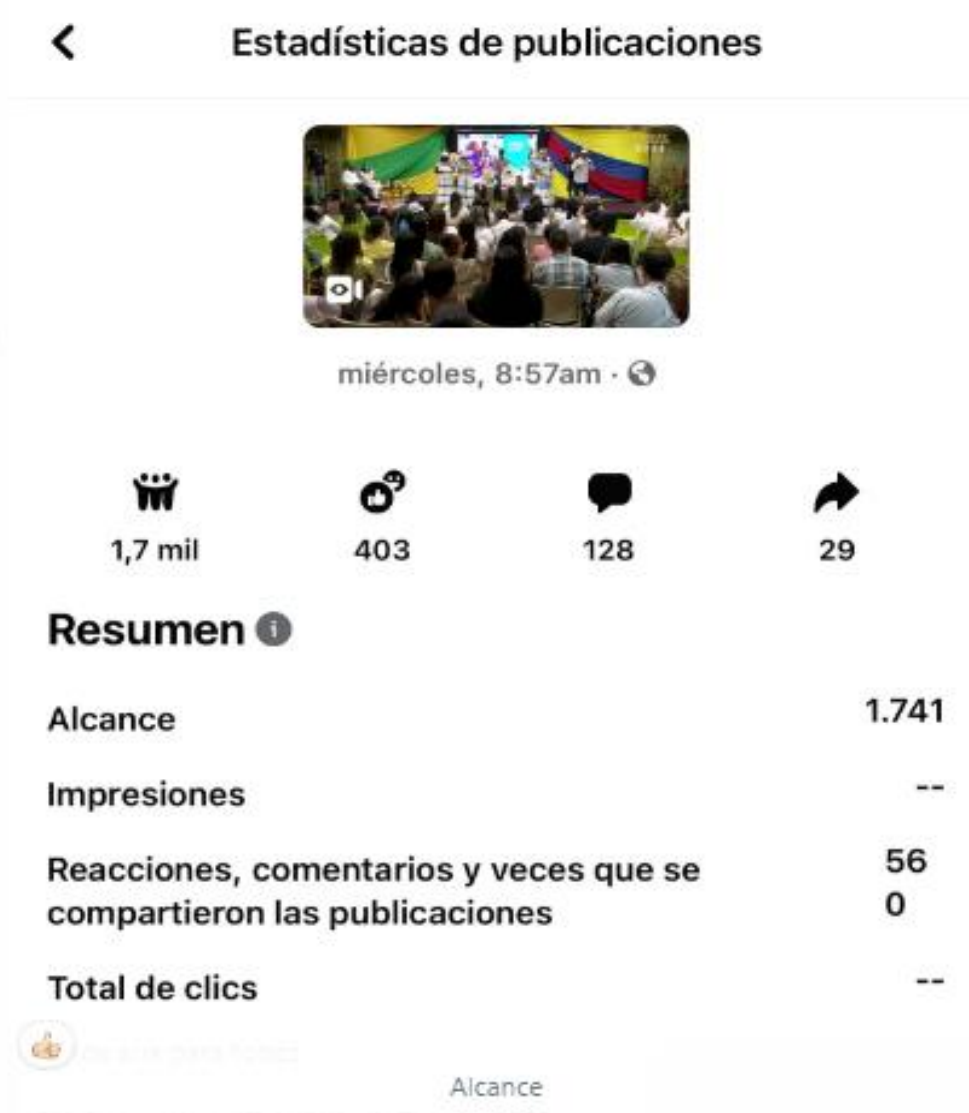 Estadísticas de publicaciones
miércoles, 8:57am ·
1,7 mil 403 128 29
Resumen
Alcance 1.741
Impresiones --
Reacciones, comentarios y veces que se 56
compartieron las publicaciones 0
Total de clics --
Alcance